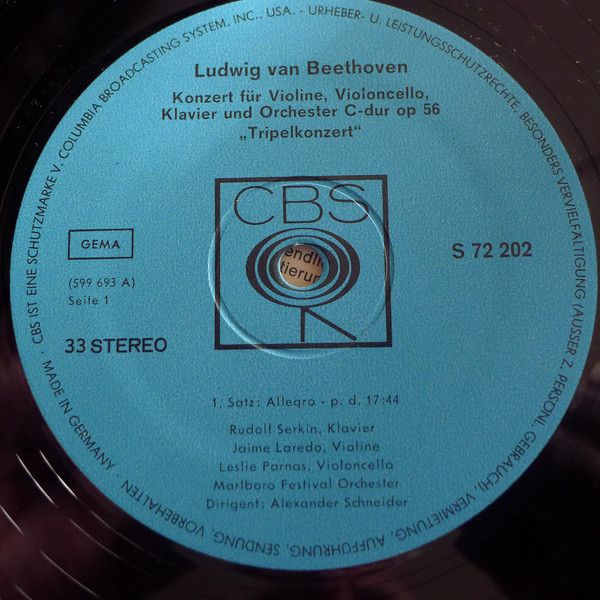 CBS IST EINE SCHUTZMARKE V. COLUMBIA BROADCASTING SYSTEM, INC., USA. · URHEBER- U. LEISTUNGSSCHUTZRECHTE, BESONDERS VERVIELFÄLTIGUNG (AUSSER Z. PERSÖNL. GEBRAUCH), VERMIETUNG, AUFFÜHRUNG, SENDUNG, VORBEHALTEN · MADE IN GERMANY ·
Ludwig van Beethoven
Konzert für Violine, Violoncello,
Klavier und Orchester C-dur op 56
„Tripelkonzert“
CBS
GEMA
S 72 202
endli
tierun
(599 693 A)
Seite 1
33 STEREO
1. Satz: Allegro - p. d. 17:44
Rudolf Serkin, Klavier
Jaime Laredo, Violine
Leslie Parnas, Violoncello
Marlboro Festival Orchester
Dirigent: Alexander Schneider